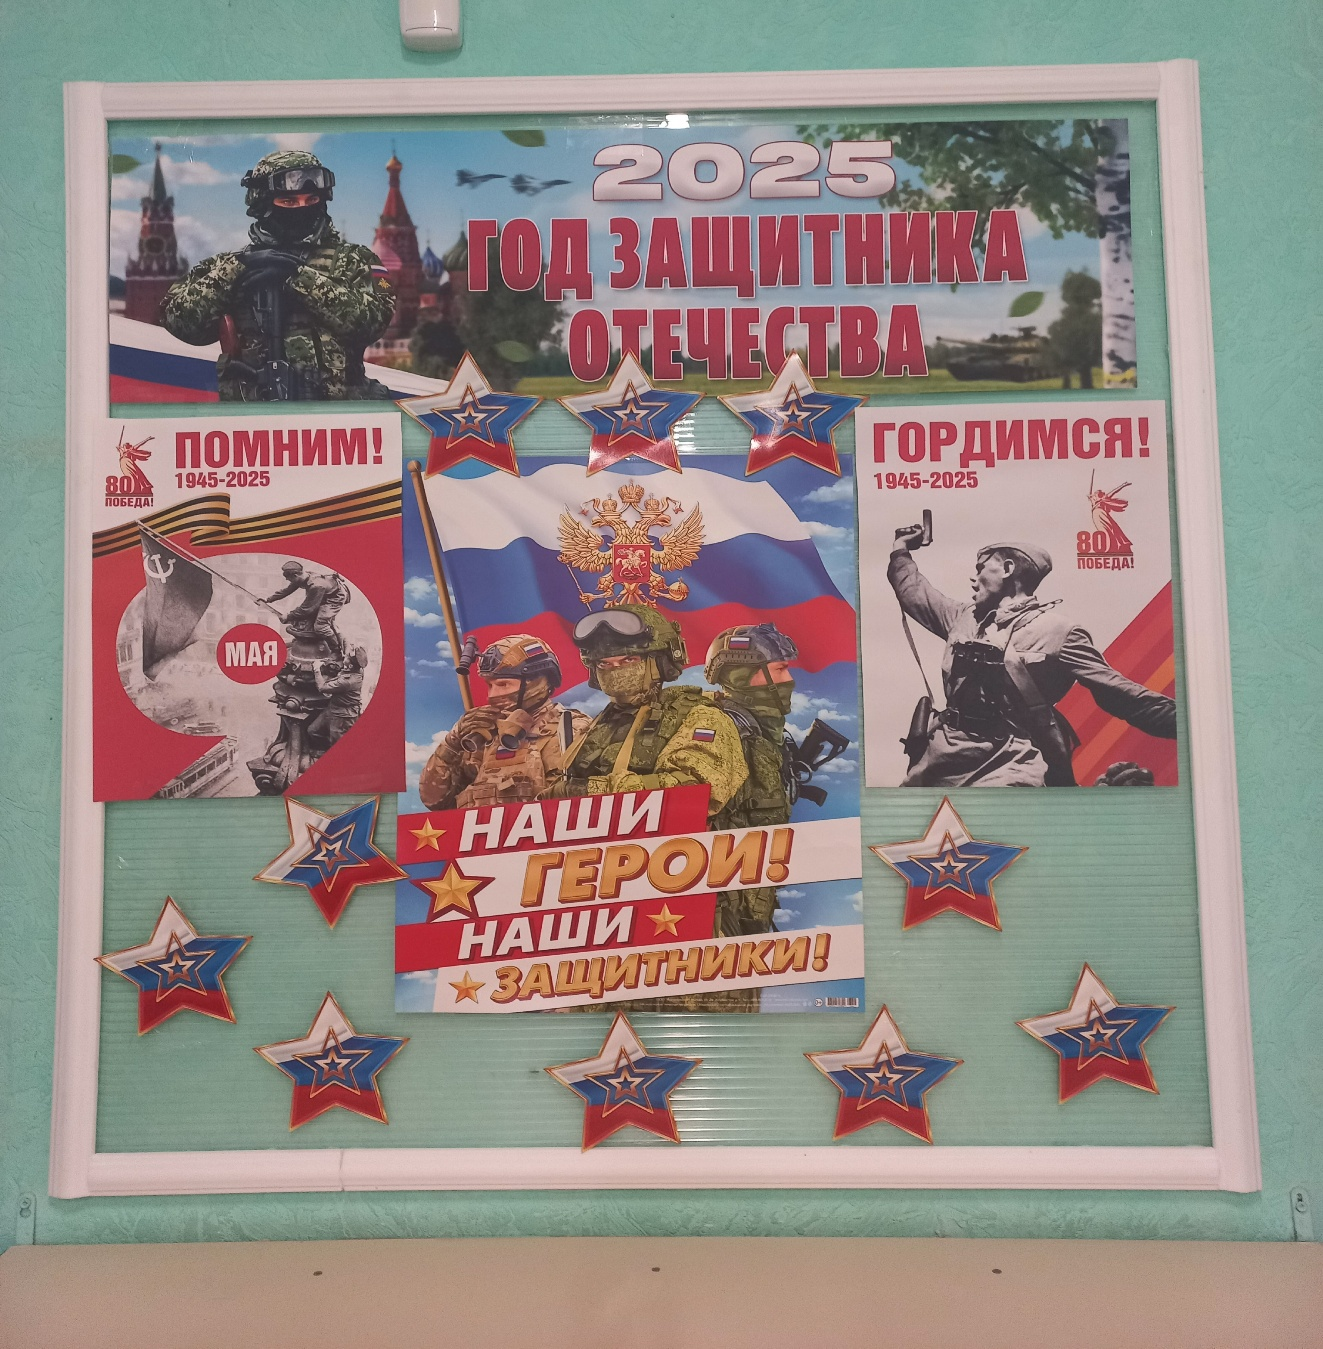 2025
ГОД ЗАЩИТНИКА
ОТЕЧЕСТВА
ПОМНИМ!
1945-2025
80
ПОБЕДА!
МАЯ
ГОРДИМСЯ!
1945-2025
80
ПОБЕДА!
НАШИ
ГЕРОИ!
НАШИ
ЗАЩИТНИКИ!